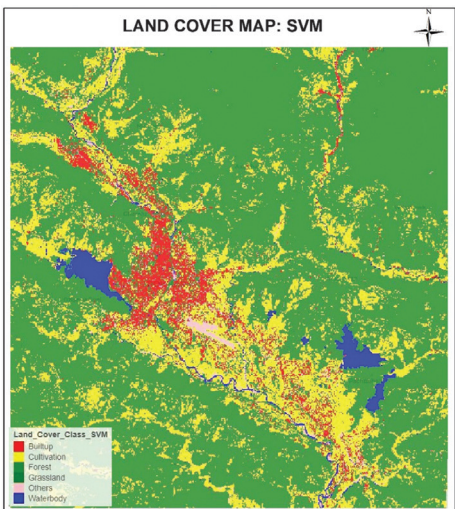 LAND COVER MAP: SVM
N
Land_Cover_Class_SVM
Builtup
Cultivation
Forest
Grassland
Others
Waterbody